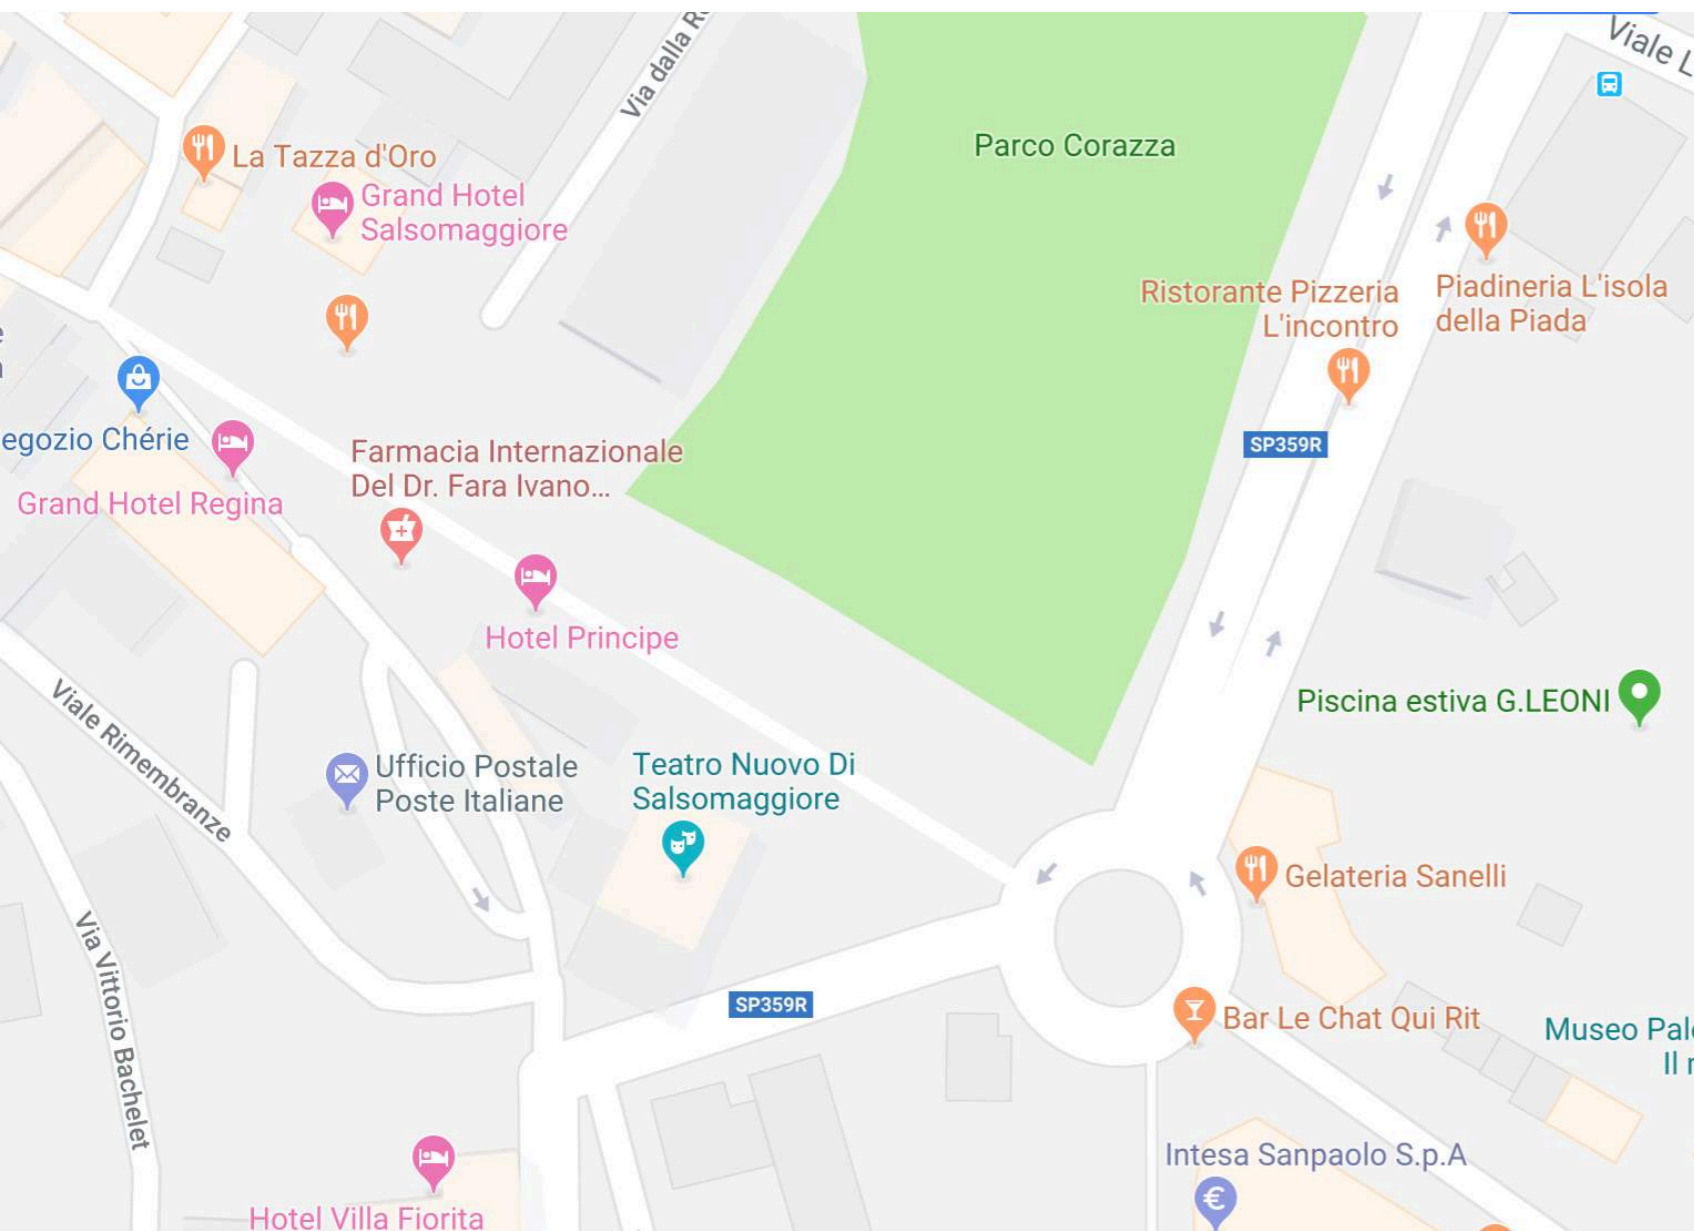 Viale L
Via dalla R
Parco Corazza
La Tazza d'Oro
Grand Hotel
Salsomaggiore
Ristorante Pizzeria
L'incontro
Piadineria L'isola
della Piada
egozio Chérie
SP359R
Farmacia Internazionale
Del Dr. Fara Ivano...
Grand Hotel Regina
Hotel Principe
Viale Rimembranze
Piscina estiva G.LEONI
Ufficio Postale
Poste Italiane
Teatro Nuovo Di
Salsomaggiore
Gelateria Sanelli
Via Vittorio Bachelet
SP359R
Bar Le Chat Qui Rit
Museo Pal
Il
Intesa Sanpaolo S.p.A
€
Hotel Villa Fiorita